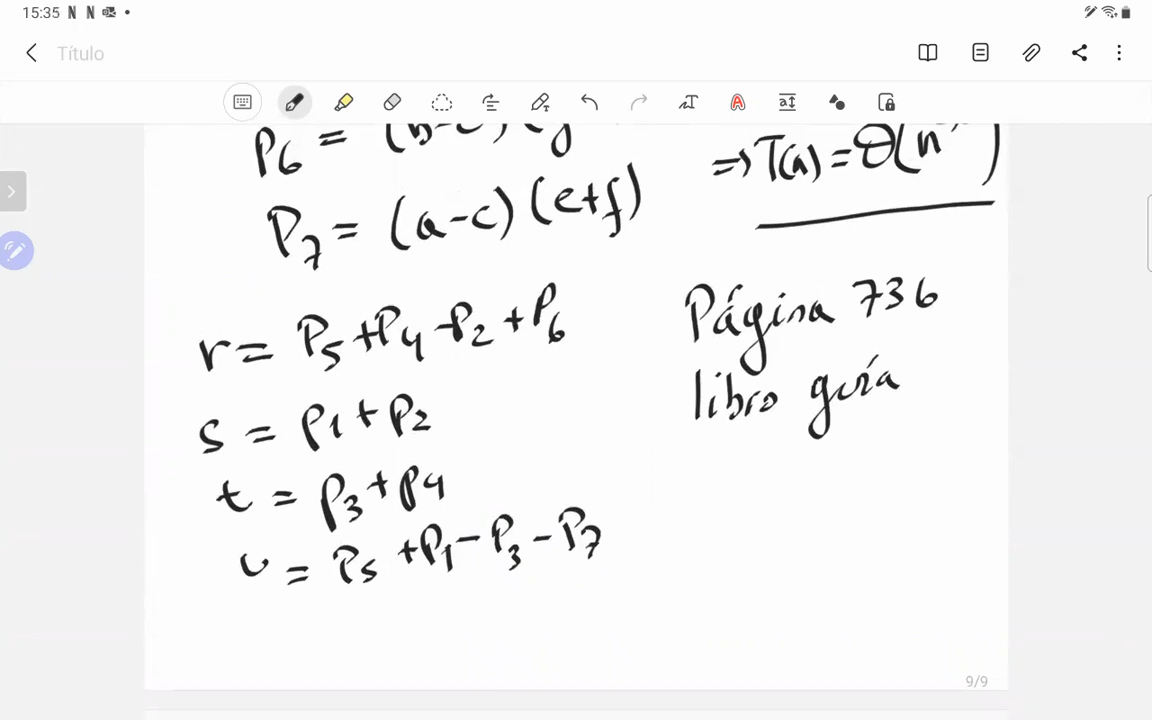 15:35 N N
Título
P6 = (b-c)
P7 = (a-c)(e+f)
=> T(n) = Θ(n
r = P5+P4-P2+P6
s = P1+P2
t = P3+P4
u = P5+P1-P3-P7
Página 736
libro guía
9/9